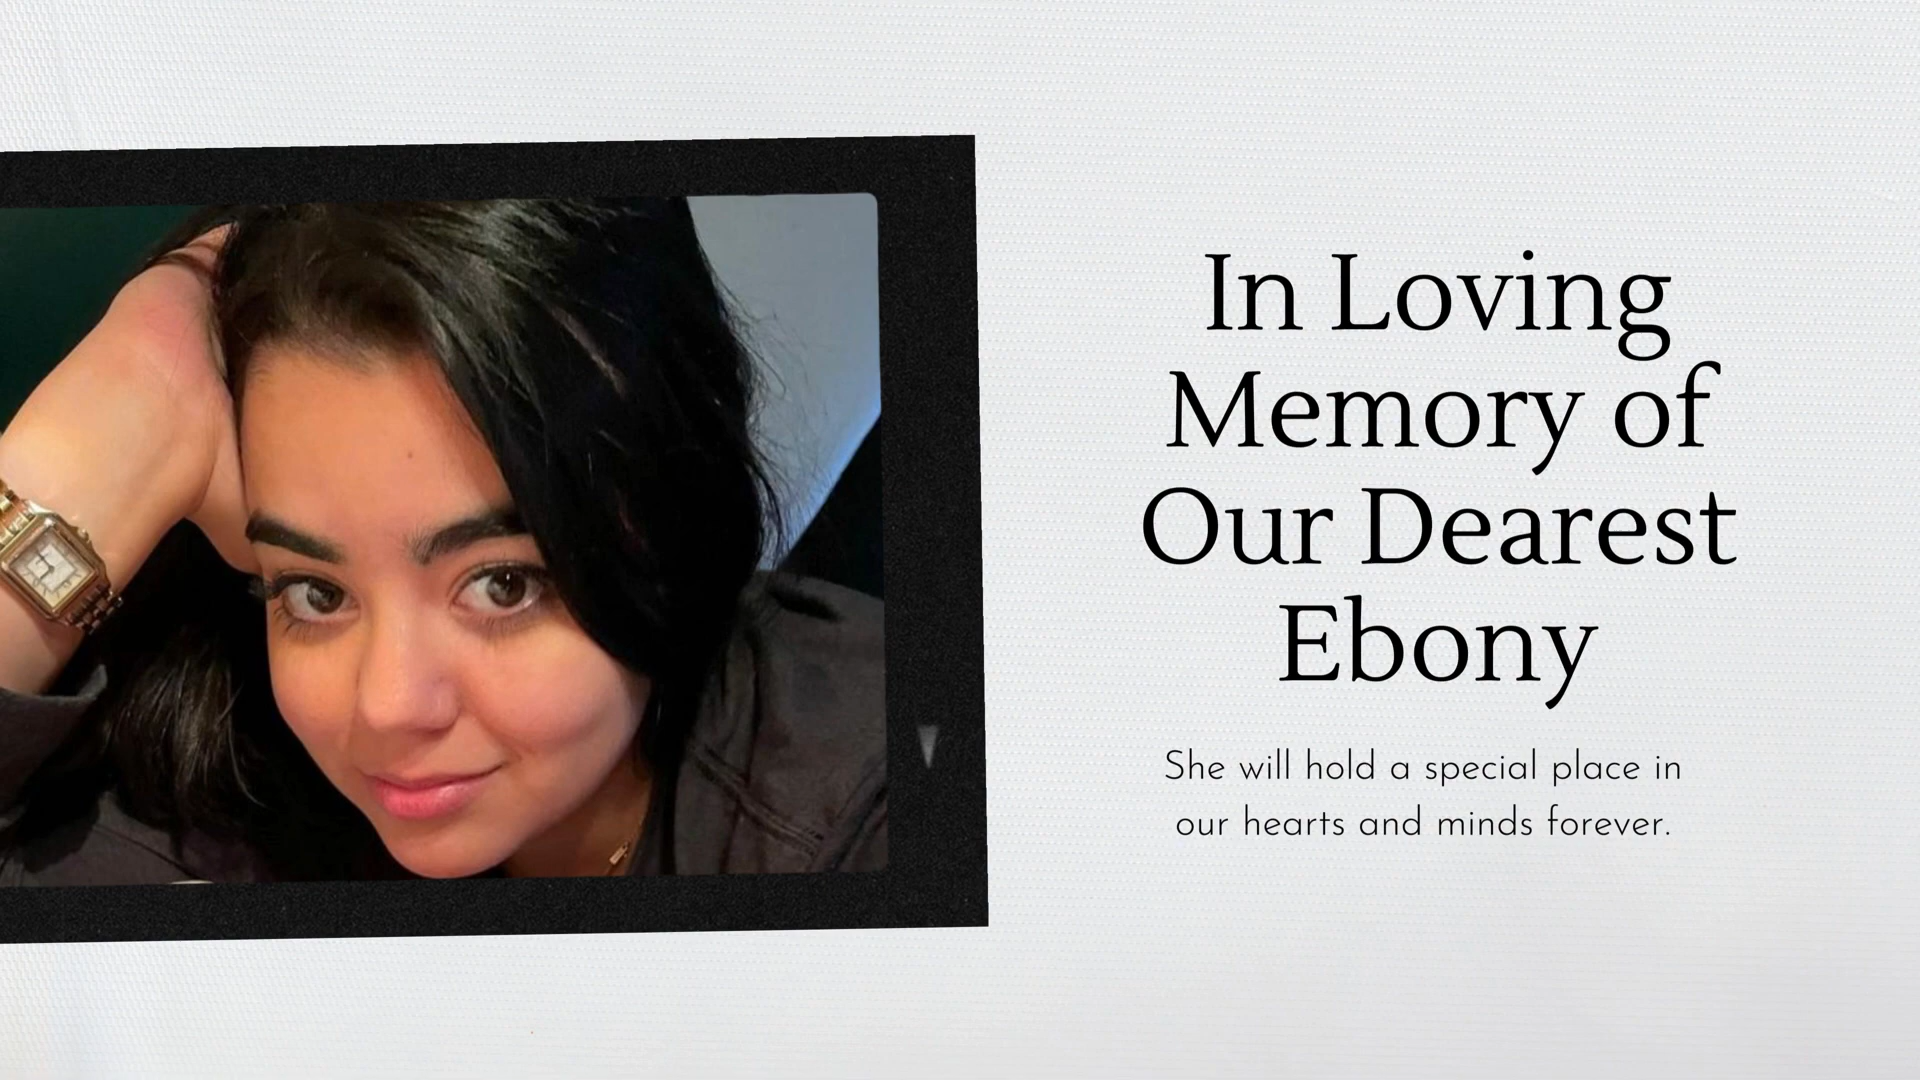 In Loving
Memory of
Our Dearest
Ebony
She will hold a special place in
our hearts and minds forever.